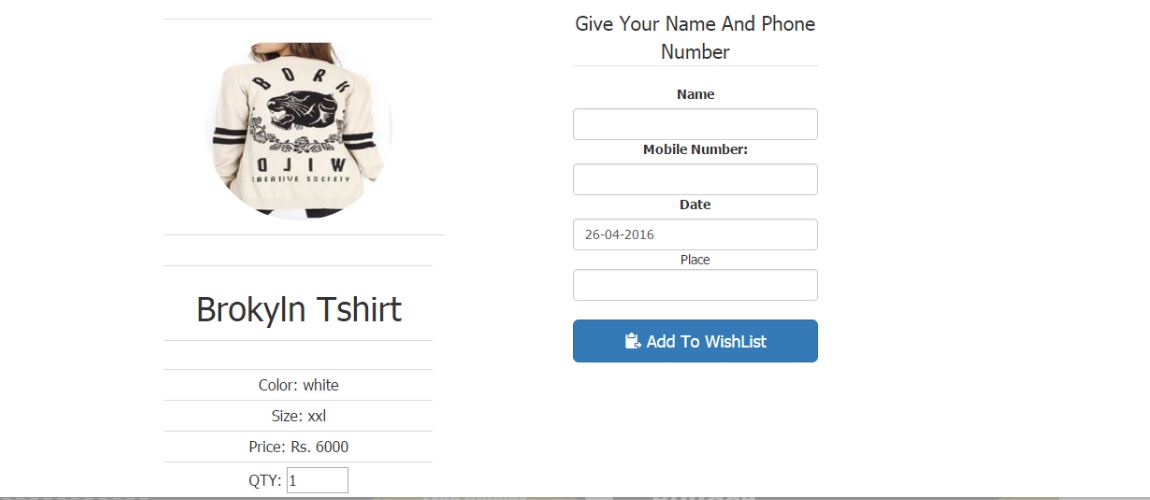 BORK
WILD
CREATIVE SOCIETY
Brokyln Tshirt
Color: white
Size: xxl
Price: Rs. 6000
QTY: 1
Give Your Name And Phone
Number
Name
Mobile Number:
Date
26-04-2016
Place
Add To WishList